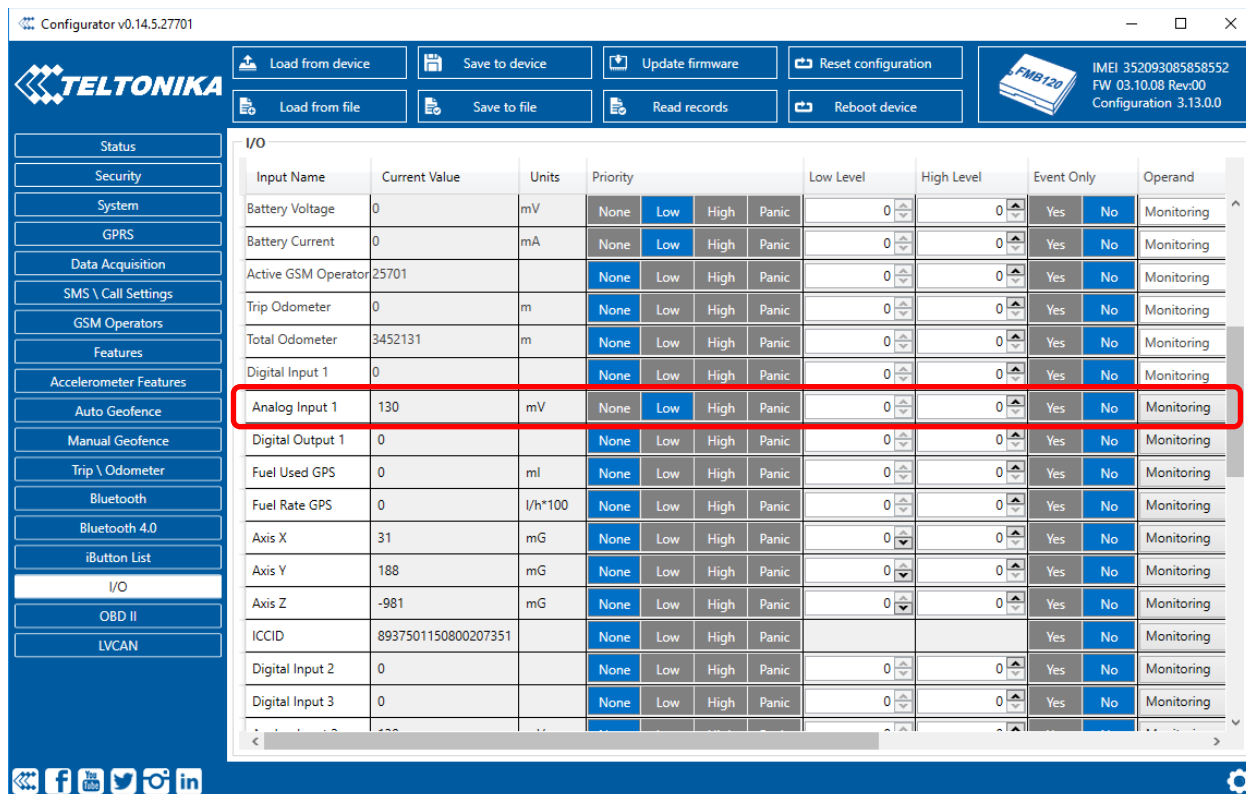 Configurator v0.14.5.27701
TELTONIKA
Load from device
Save to device
Update firmware
Reset configuration
Load from file
Save to file
Read records
Reboot device
FMB120
IMEI 352093085858552
FW 03.10.08 Rev:00
Configuration 3.13.0.0
Status
Security
System
GPRS
Data Acquisition
SMS \ Call Settings
GSM Operators
Features
Accelerometer Features
Auto Geofence
Manual Geofence
Trip \ Odometer
Bluetooth
Bluetooth 4.0
iButton List
I/O
OBD II
LVCAN
I/O
Input Name Current Value Units Priority Low Level High Level Event Only Operand
Battery Voltage 0 mV None Low High Panic 0 0 Yes No Monitoring
Battery Current 0 mA None Low High Panic 0 0 Yes No Monitoring
Active GSM Operator 25701 None Low High Panic 0 0 Yes No Monitoring
Trip Odometer 0 m None Low High Panic 0 0 Yes No Monitoring
Total Odometer 3452131 m None Low High Panic 0 0 Yes No Monitoring
Digital Input 1 0 None Low High Panic 0 0 Yes No Monitoring
Analog Input 1 130 mV None Low High Panic 0 0 Yes No Monitoring
Digital Output 1 0 None Low High Panic 0 0 Yes No Monitoring
Fuel Used GPS 0 ml None Low High Panic 0 0 Yes No Monitoring
Fuel Rate GPS 0 l/h*100 None Low High Panic 0 0 Yes No Monitoring
Axis X 31 mG None Low High Panic 0 0 Yes No Monitoring
Axis Y 188 mG None Low High Panic 0 0 Yes No Monitoring
Axis Z -981 mG None Low High Panic 0 0 Yes No Monitoring
ICCID 8937501150800207351 None Low High Panic Yes No Monitoring
Digital Input 2 0 None Low High Panic 0 0 Yes No Monitoring
Digital Input 3 0 None Low High Panic 0 0 Yes No Monitoring
f You Tube in